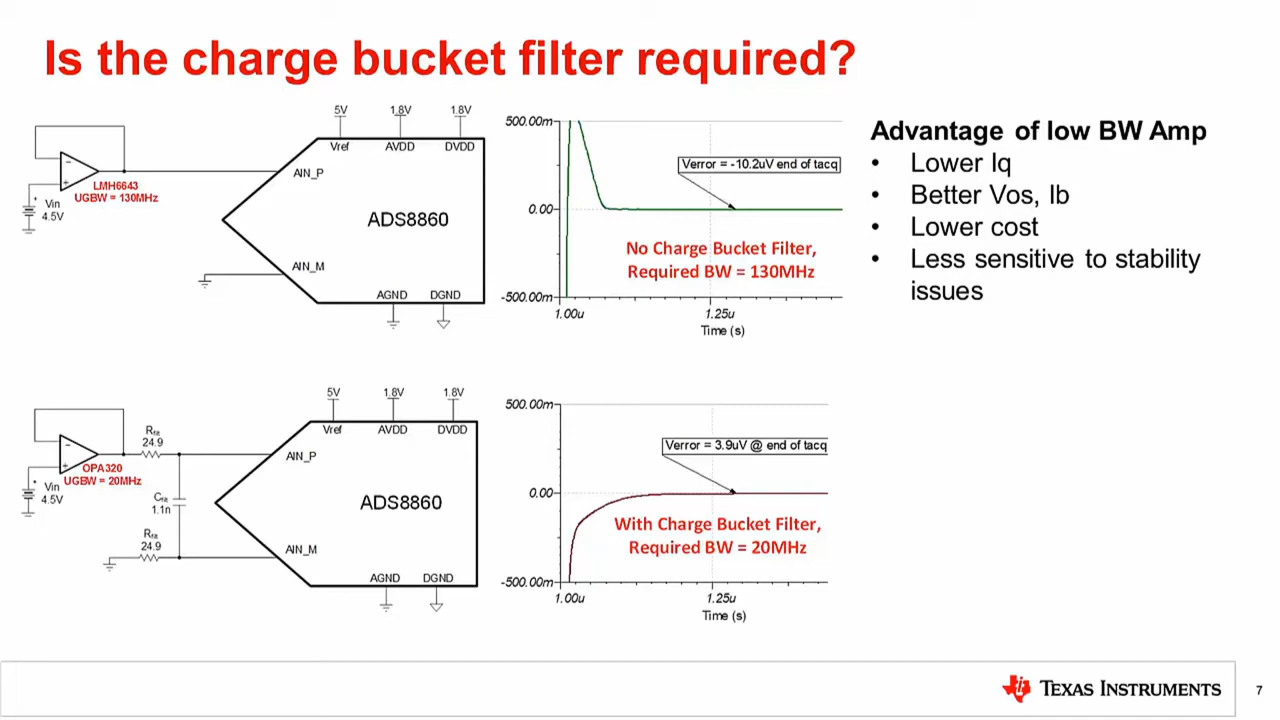 Is the charge bucket filter required?
5V
1.8V
1.8V
Vref
AVDD
DVDD
AIN_P
LMH6643
UGBW = 130MHz
Vin
4.5V
ADS8860
AIN_M
AGND
DGND
500.00m
0.00
-500.00m
1.00u
1.25u
Time (s)
Verror = -10.2uV end of tacq
No Charge Bucket Filter,
Required BW = 130MHz
Advantage of low BW Amp
• Lower Iq
• Better Vos, Ib
• Lower cost
• Less sensitive to stability
issues
5V
1.8V
1.8V
Vref
AVDD
DVDD
Rfilt
24.9
AIN_P
OPA320
UGBW = 20MHz
Vin
4.5V
Cfilt
1.1n
ADS8860
Rfilt
24.9
AIN_M
AGND
DGND
500.00m
0.00
-500.00m
1.00u
1.25u
Time (s)
Verror = 3.9uV @ end of tacq
With Charge Bucket Filter,
Required BW = 20MHz
TEXAS INSTRUMENTS
7